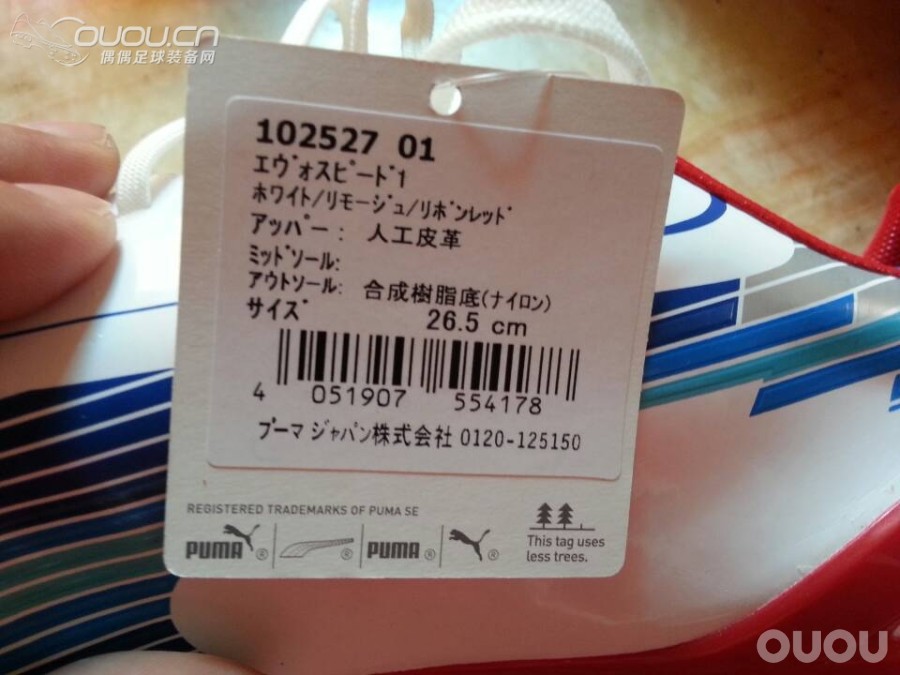 OUOU.CN
偶偶足球装备网
102527 01
ｴｳﾞｫｽﾋﾟｰﾄﾞ1
ﾎﾜｲﾄ/ﾘﾓｰｼﾞｭ/ﾘﾎﾞﾝﾚｯﾄﾞ
ｱｯﾊﾟｰ: 人工皮革
ﾐｯﾄﾞｿｰﾙ:
ｱｳﾄｿｰﾙ: 合成樹脂底(ﾅｲﾛﾝ)
ｻｲｽﾞ 26.5 cm
4 051907 554178
ﾌﾟｰﾏ ｼﾞｬﾊﾟﾝ株式会社 0120-125150
REGISTERED TRADEMARKS OF PUMA SE
PUMA® ® PUMA® ®
This tag uses
less trees.
OUOU